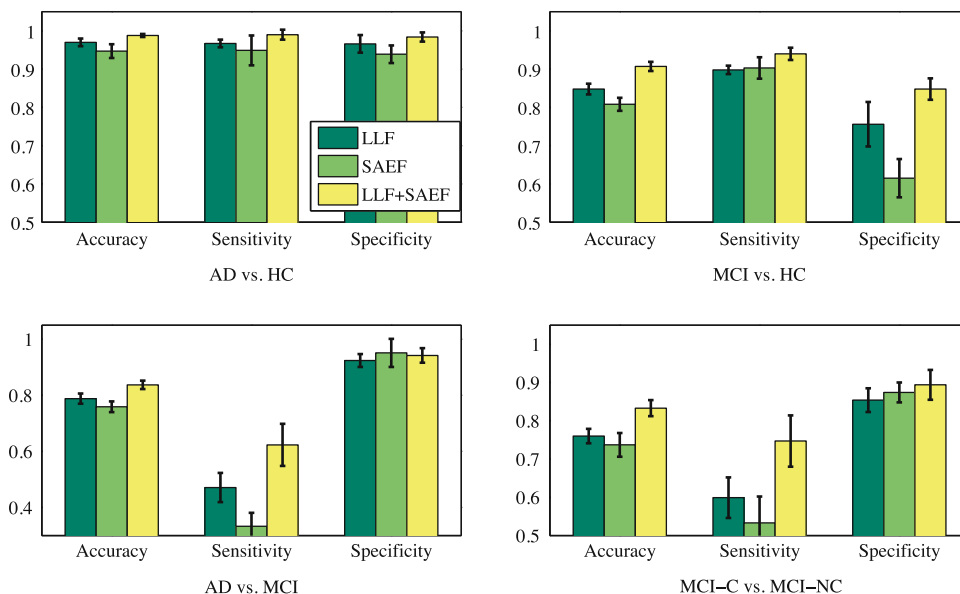 1
0.9
0.8
0.7
0.6
0.5
LLF
SAEF
LLF+SAEF
Accuracy Sensitivity Specificity
AD vs. HC
1
0.9
0.8
0.7
0.6
0.5
Accuracy Sensitivity Specificity
MCI vs. HC
1
0.8
0.6
0.4
Accuracy Sensitivity Specificity
AD vs. MCI
1
0.9
0.8
0.7
0.6
0.5
Accuracy Sensitivity Specificity
MCI–C vs. MCI–NC